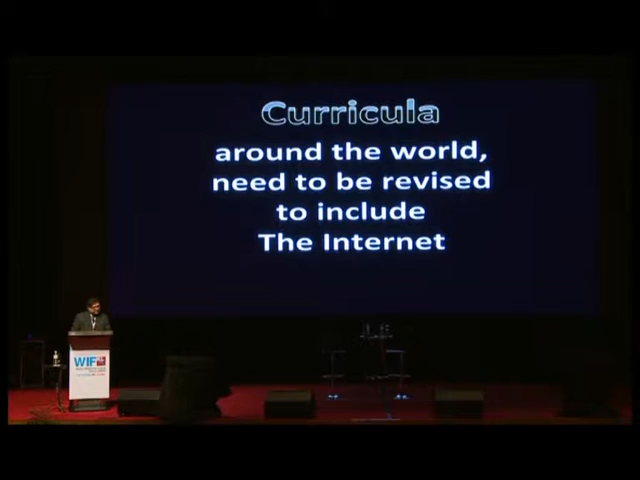 Curricula
around the world,
need to be revised
to include
The Internet
WIF